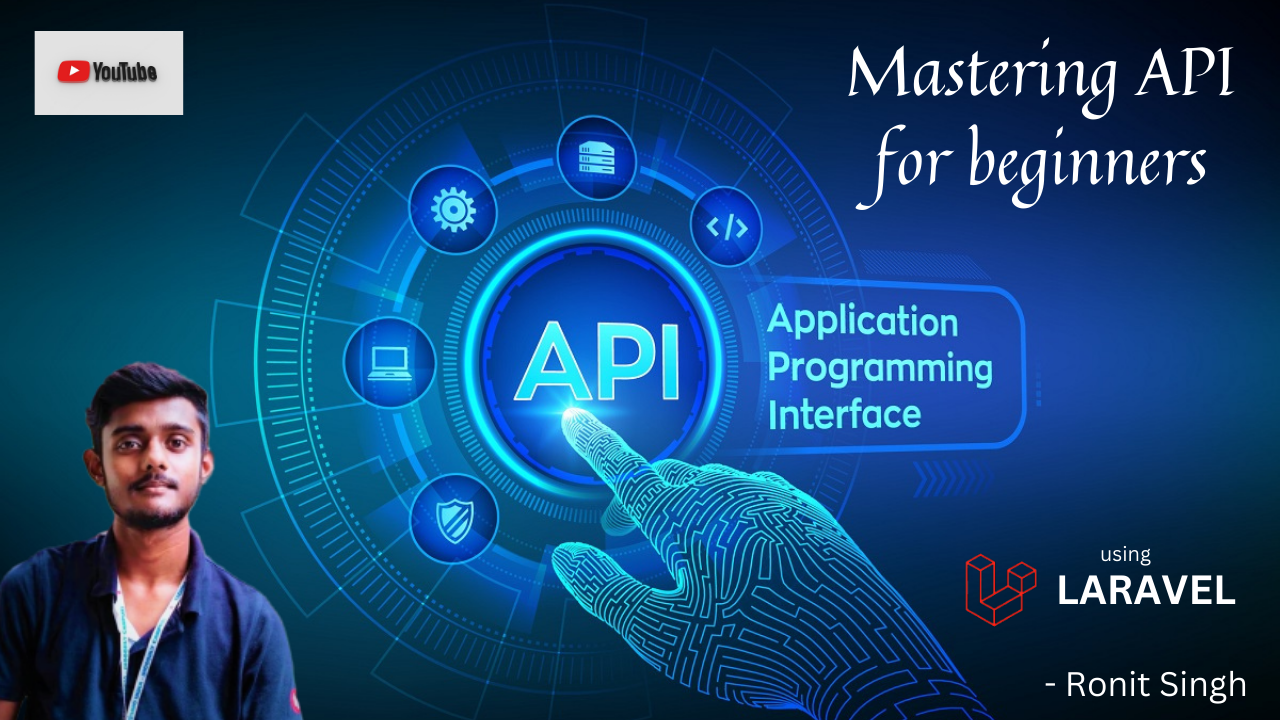 YouTube
Mastering API
for beginners
API
Application
Programming
Interface
using
LARAVEL
- Ronit Singh